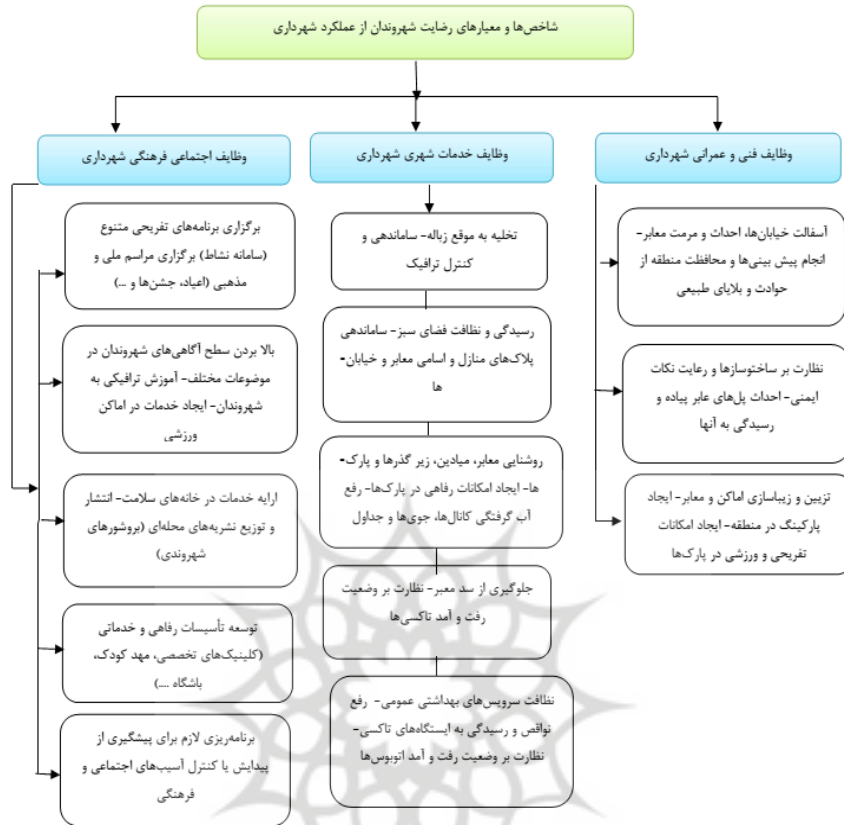 شاخص‌ها و معیارهای رضایت شهروندان از عملکرد شهرداری
وظایف فنی و عمرانی شهرداری
آسفالت خیابان‌ها، احداث و مرمت معابر-
انجام پیش بینی‌ها و محافظت منطقه از
حوادث و بلایای طبیعی
نظارت بر ساختوسازها و رعایت نکات
ایمنی- احداث پل‌های عابر پیاده و
رسیدگی به آنها
تزیین و زیباسازی اماکن و معابر- ایجاد
پارکینگ در منطقه- ایجاد امکانات
تفریحی و ورزشی در پارک‌ها
وظایف خدمات شهری شهرداری
تخلیه به موقع زباله- ساماندهی و
کنترل ترافیک
رسیدگی و نظافت فضای سبز- ساماندهی
پلاک‌های منازل و اسامی معابر و خیابان-
ها
روشنایی معابر، میادین، زیر گذرها و پارک-
ها- ایجاد امکانات رفاهی در پارک‌ها- رفع
آب گرفتگی کانال‌ها، جوی‌ها و جداول
جلوگیری از سد معبر- نظارت بر وضعیت
رفت و آمد تاکسی‌ها
نظافت سرویس‌های بهداشتی عمومی- رفع
نواقص و رسیدگی به ایستگاه‌های تاکسی-
نظارت بر وضعیت رفت و آمد اتوبوس‌ها
وظایف اجتماعی فرهنگی شهرداری
برگزاری برنامه‌های تفریحی متنوع
(سامانه نشاط) برگزاری مراسم ملی و
مذهبی (اعیاد، جشن‌ها و ...)
بالا بردن سطح آگاهی‌های شهروندان در
موضوعات مختلف- آموزش ترافیکی به
شهروندان- ایجاد خدمات در اماکن
ورزشی
ارایه خدمات در خانه‌های سلامت- انتشار
و توزیع نشریه‌های محله‌ای (بروشورهای
شهروندی)
توسعه تأسیسات رفاهی و خدماتی
(کلینیک‌های تخصصی، مهد کودک،
باشگاه ....)
برنامه‌ریزی لازم برای پیشگیری از
پیدایش یا کنترل آسیب‌های اجتماعی و
فرهنگی